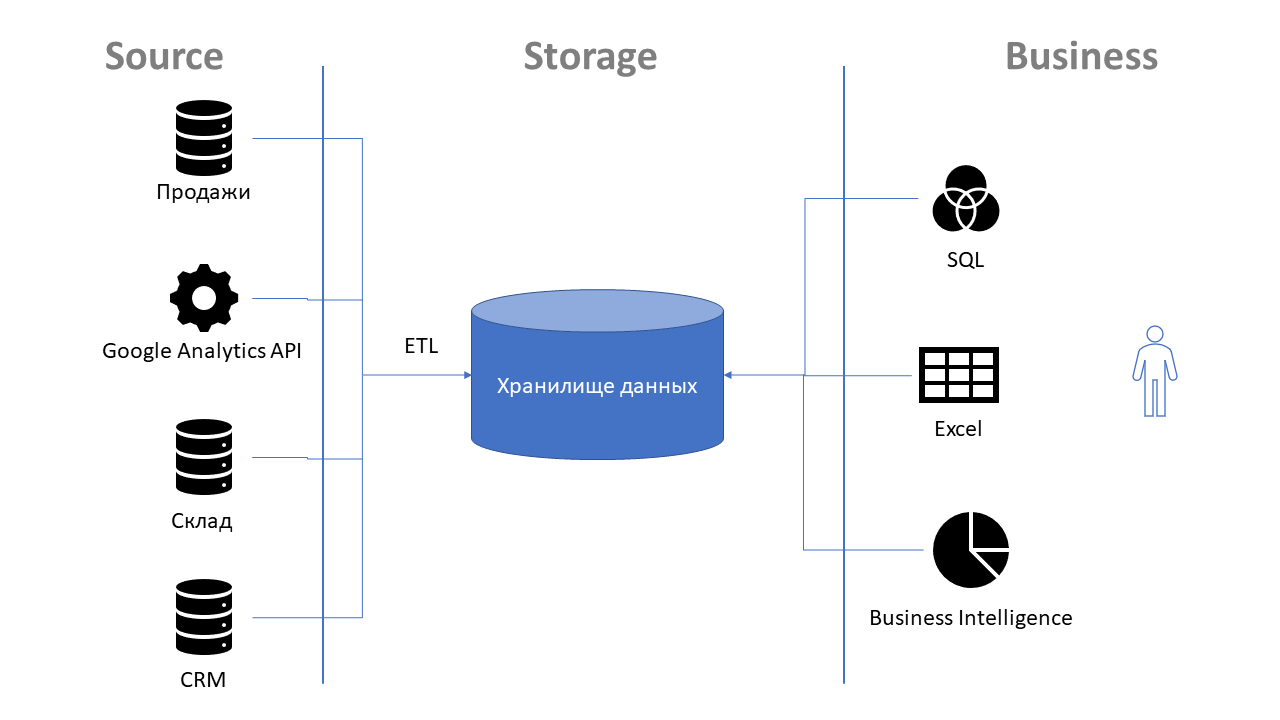 Source
Storage
Business
Продажи
SQL
Google Analytics API
ETL
Хранилище данных
Excel
Склад
Business Intelligence
CRM